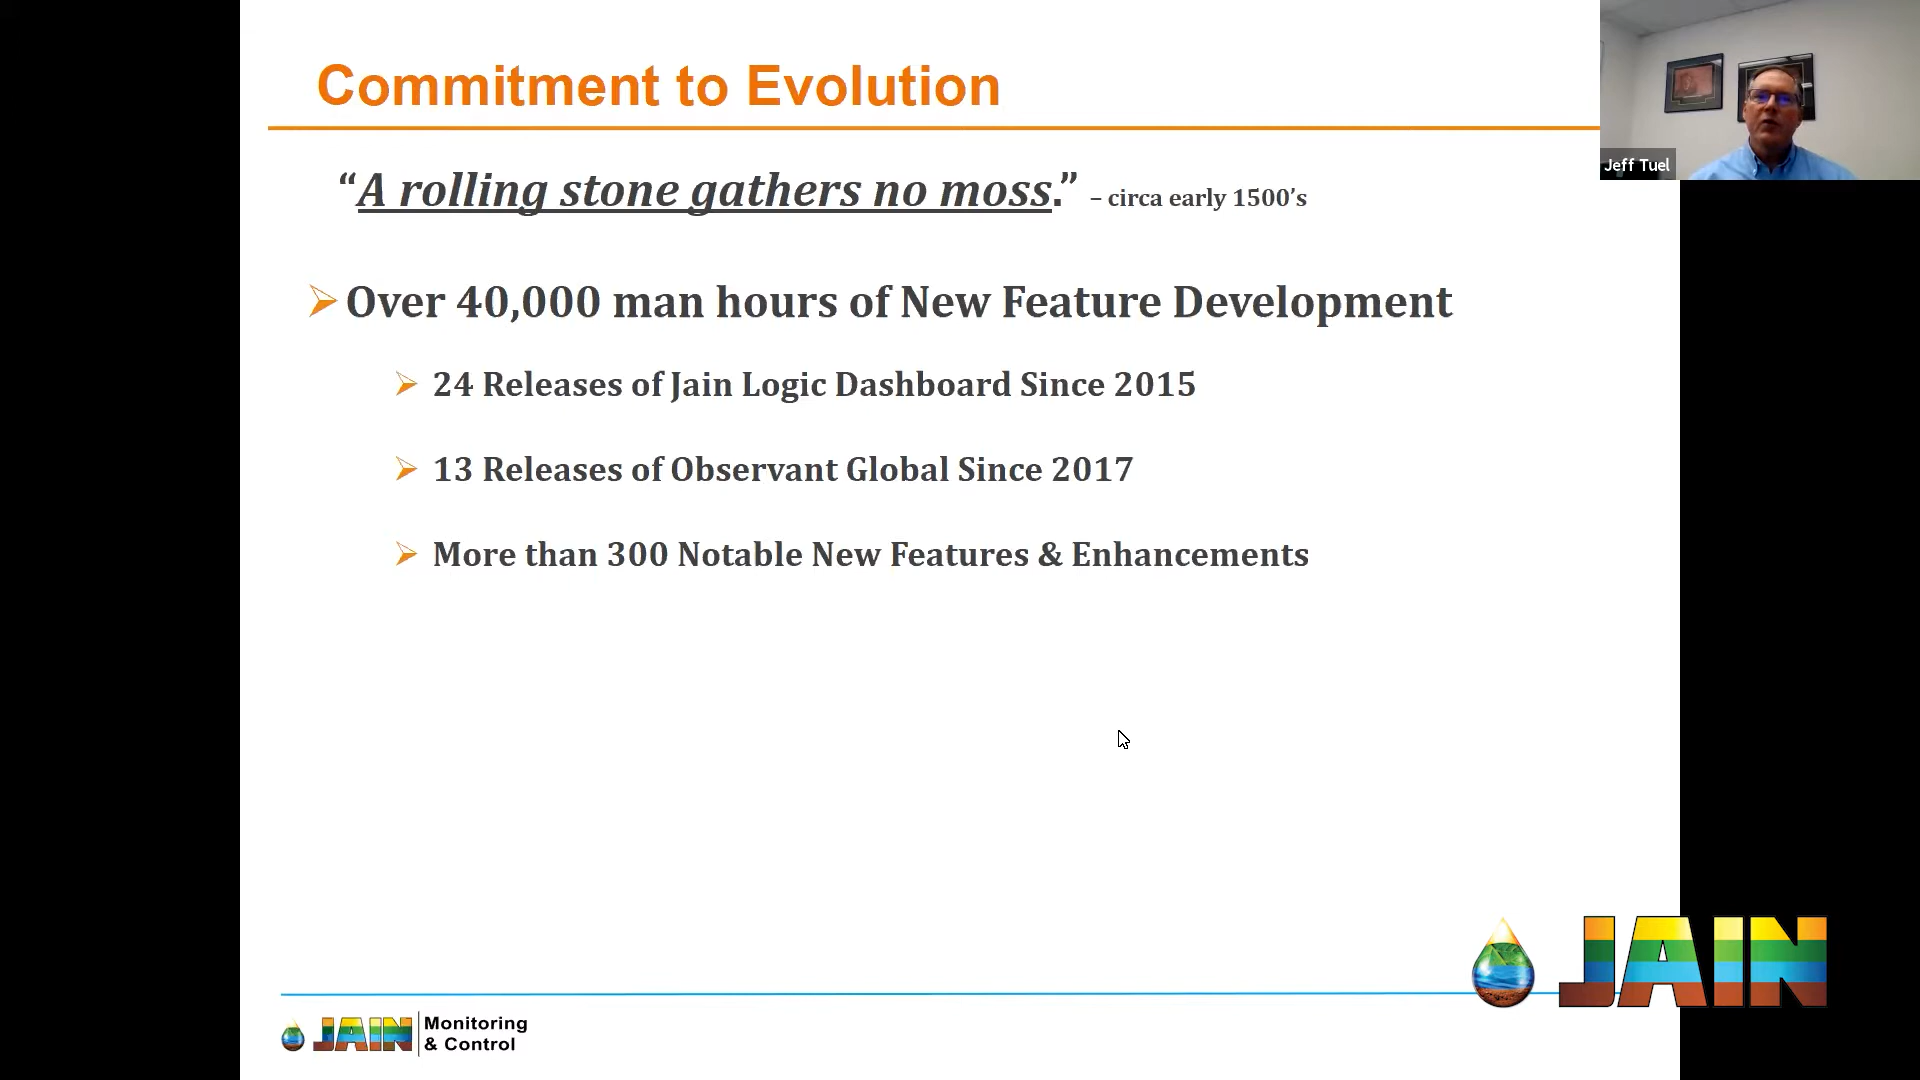 Commitment to Evolution
Jeff Tuel
“A rolling stone gathers no moss.” – circa early 1500’s
Over 40,000 man hours of New Feature Development
24 Releases of Jain Logic Dashboard Since 2015
13 Releases of Observant Global Since 2017
More than 300 Notable New Features & Enhancements
JAIN
JAIN Monitoring
& Control